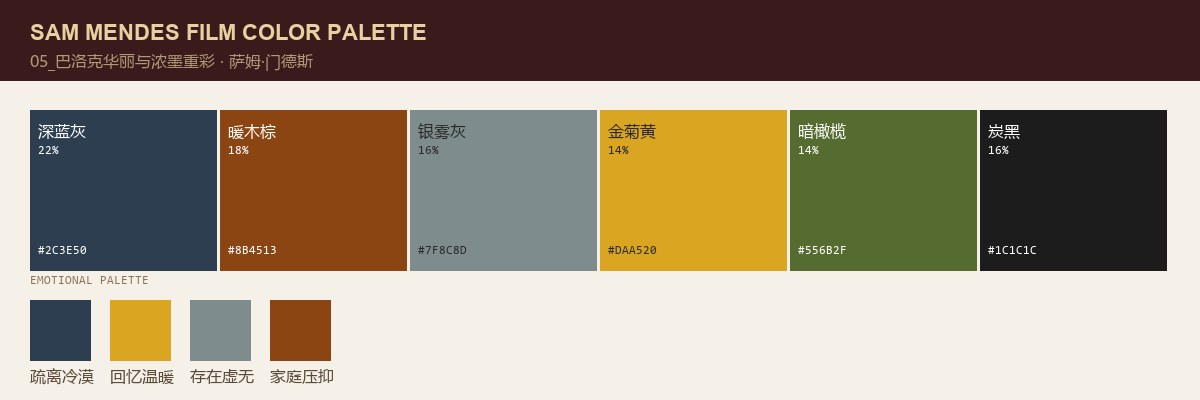 SAM MENDES FILM COLOR PALETTE
05_巴洛克华丽与浓墨重彩 · 萨姆·门德斯
深蓝灰
22%
#2C3E50
暖木棕
18%
#8B4513
银雾灰
16%
#7F8C8D
金菊黄
14%
#DAA520
暗橄榄
14%
#556B2F
炭黑
16%
#1C1C1C
EMOTIONAL PALETTE
疏离冷漠
回忆温暖
存在虚无
家庭压抑